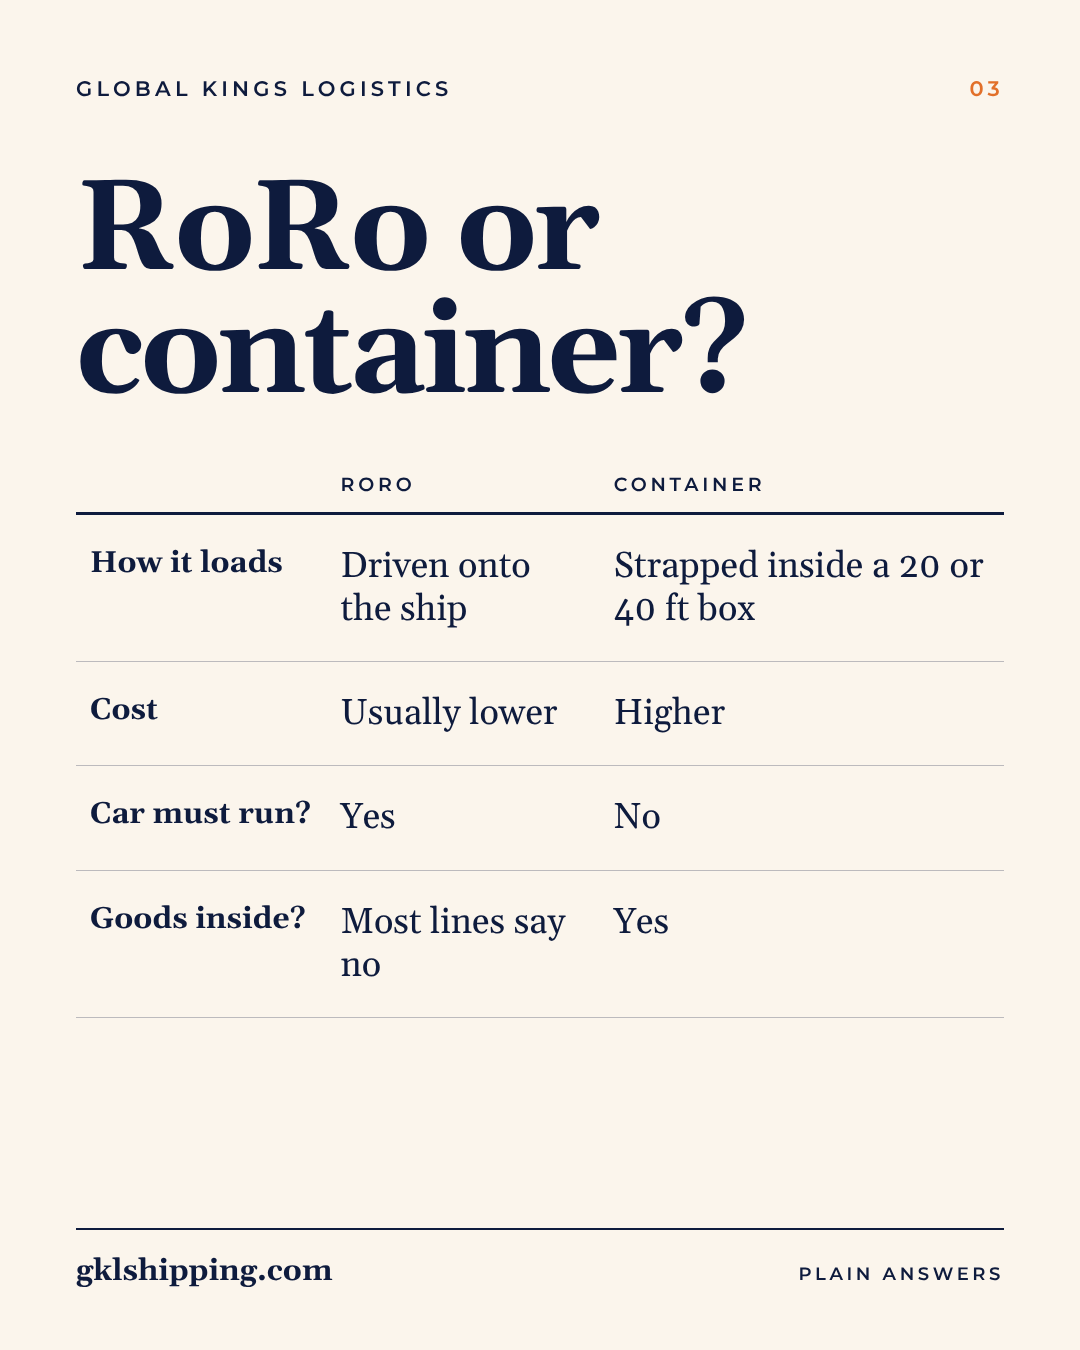 GLOBAL KINGS LOGISTICS
03
RoRo or
container?
RORO
CONTAINER
How it loads
Driven onto
the ship
Strapped inside a 20 or
40 ft box
Cost
Usually lower
Higher
Car must run?
Yes
No
Goods inside?
Most lines say
no
Yes
gklshipping.com
PLAIN ANSWERS